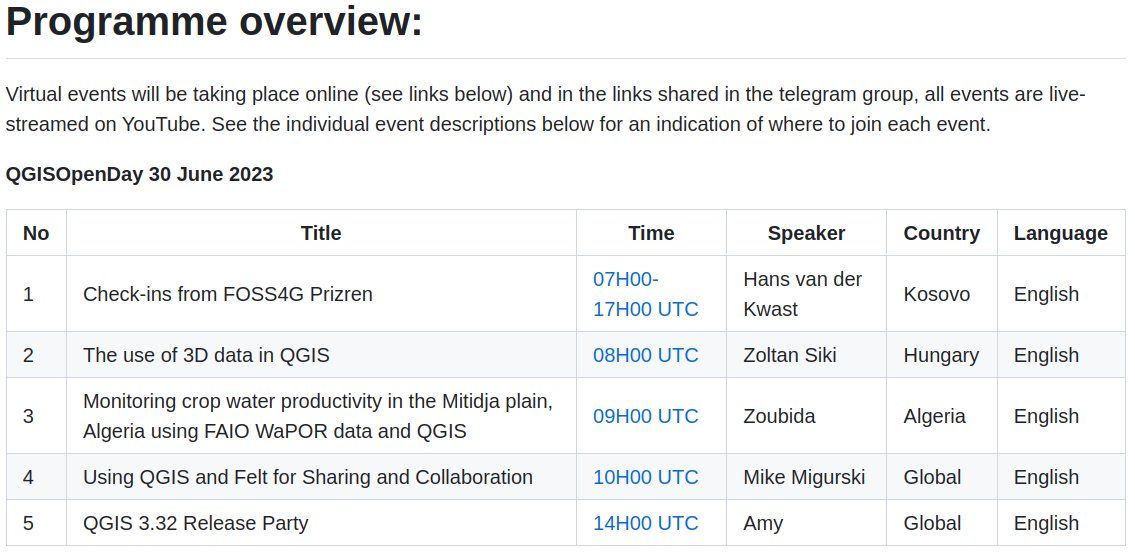 Programme overview:
Virtual events will be taking place online (see links below) and in the links shared in the telegram group, all events are live-
streamed on YouTube. See the individual event descriptions below for an indication of where to join each event.
QGISOpenDay 30 June 2023
No Title Time Speaker Country Language
1 Check-ins from FOSS4G Prizren 07H00-17H00 UTC Hans van der Kwast Kosovo English
2 The use of 3D data in QGIS 08H00 UTC Zoltan Siki Hungary English
3 Monitoring crop water productivity in the Mitidja plain, Algeria using FAIO WaPOR data and QGIS 09H00 UTC Zoubida Algeria English
4 Using QGIS and Felt for Sharing and Collaboration 10H00 UTC Mike Migurski Global English
5 QGIS 3.32 Release Party 14H00 UTC Amy Global English